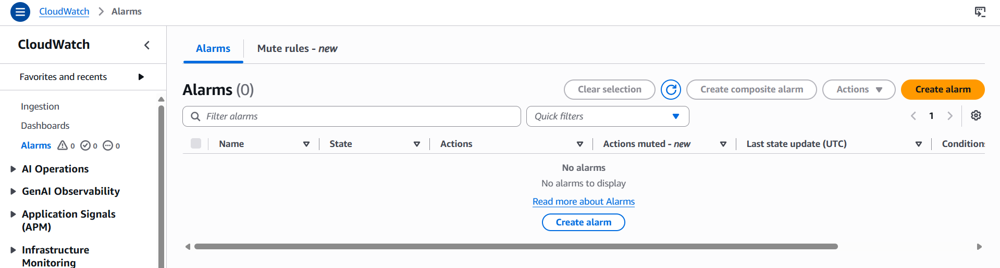 CloudWatch > Alarms
CloudWatch
Favorites and recents
Ingestion
Dashboards
Alarms 0 0 0
AI Operations
GenAI Observability
Application Signals
(APM)
Infrastructure
Monitoring
Alarms
Mute rules - new
Alarms (0)
Clear selection
Create composite alarm
Actions
Create alarm
Filter alarms
Quick filters
1
Name State Actions Actions muted - new Last state update (UTC) Conditions
No alarms
No alarms to display
Read more about Alarms
Create alarm